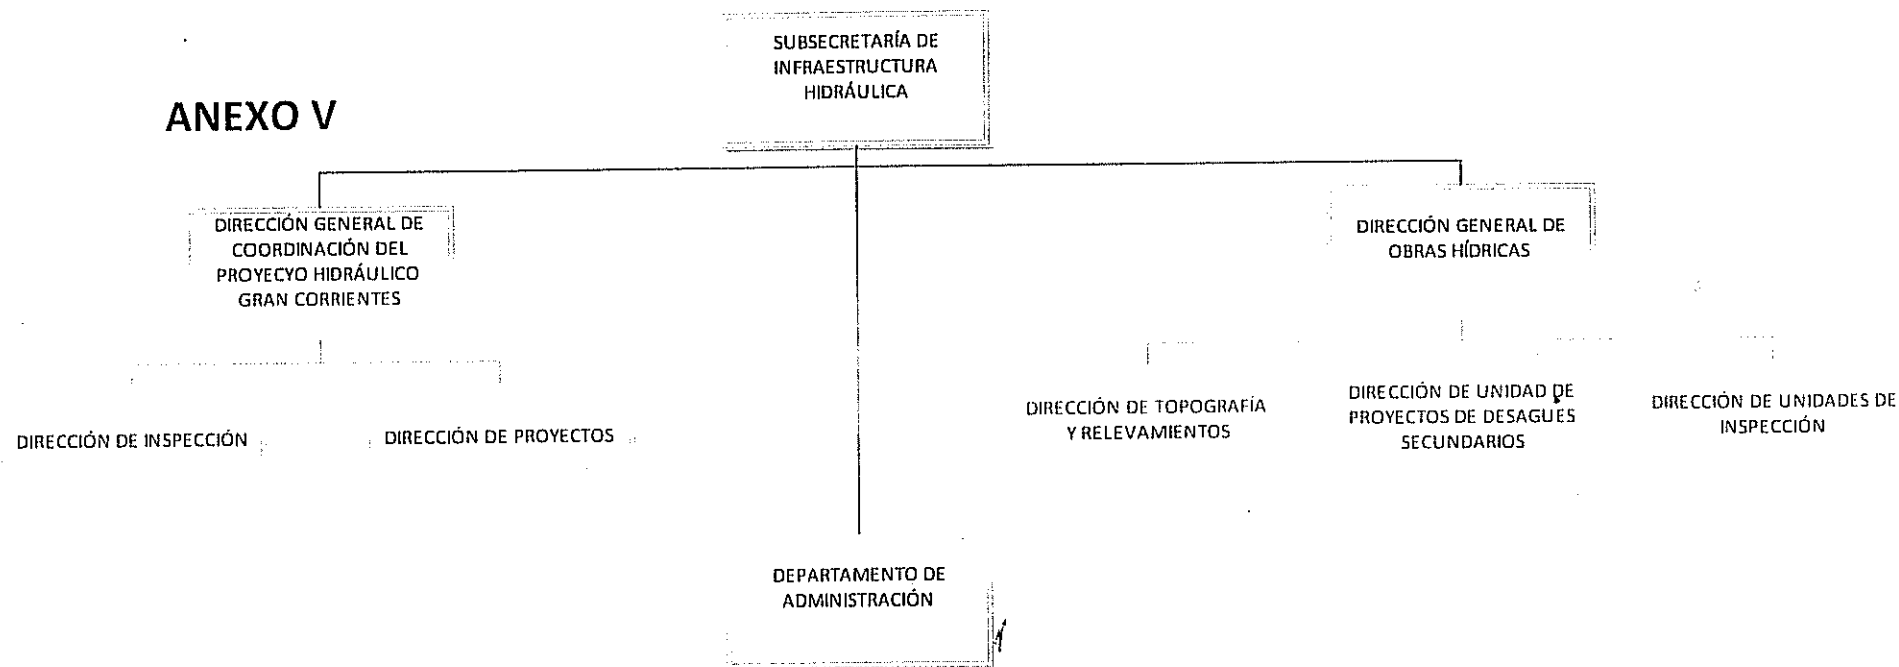 SUBSECRETARÍA DE
INFRAESTRUCTURA
HIDRÁULICA
ANEXO V
DIRECCIÓN GENERAL DE
COORDINACIÓN DEL
PROYECYO HIDRÁULICO
GRAN CORRIENTES
DIRECCIÓN GENERAL DE
OBRAS HÍDRICAS
DIRECCIÓN DE INSPECCIÓN
DIRECCIÓN DE PROYECTOS
DIRECCIÓN DE TOPOGRAFÍA
Y RELEVAMIENTOS
DIRECCIÓN DE UNIDAD DE
PROYECTOS DE DESAGUES
SECUNDARIOS
DIRECCIÓN DE UNIDADES DE
INSPECCIÓN
DEPARTAMENTO DE
ADMINISTRACIÓN